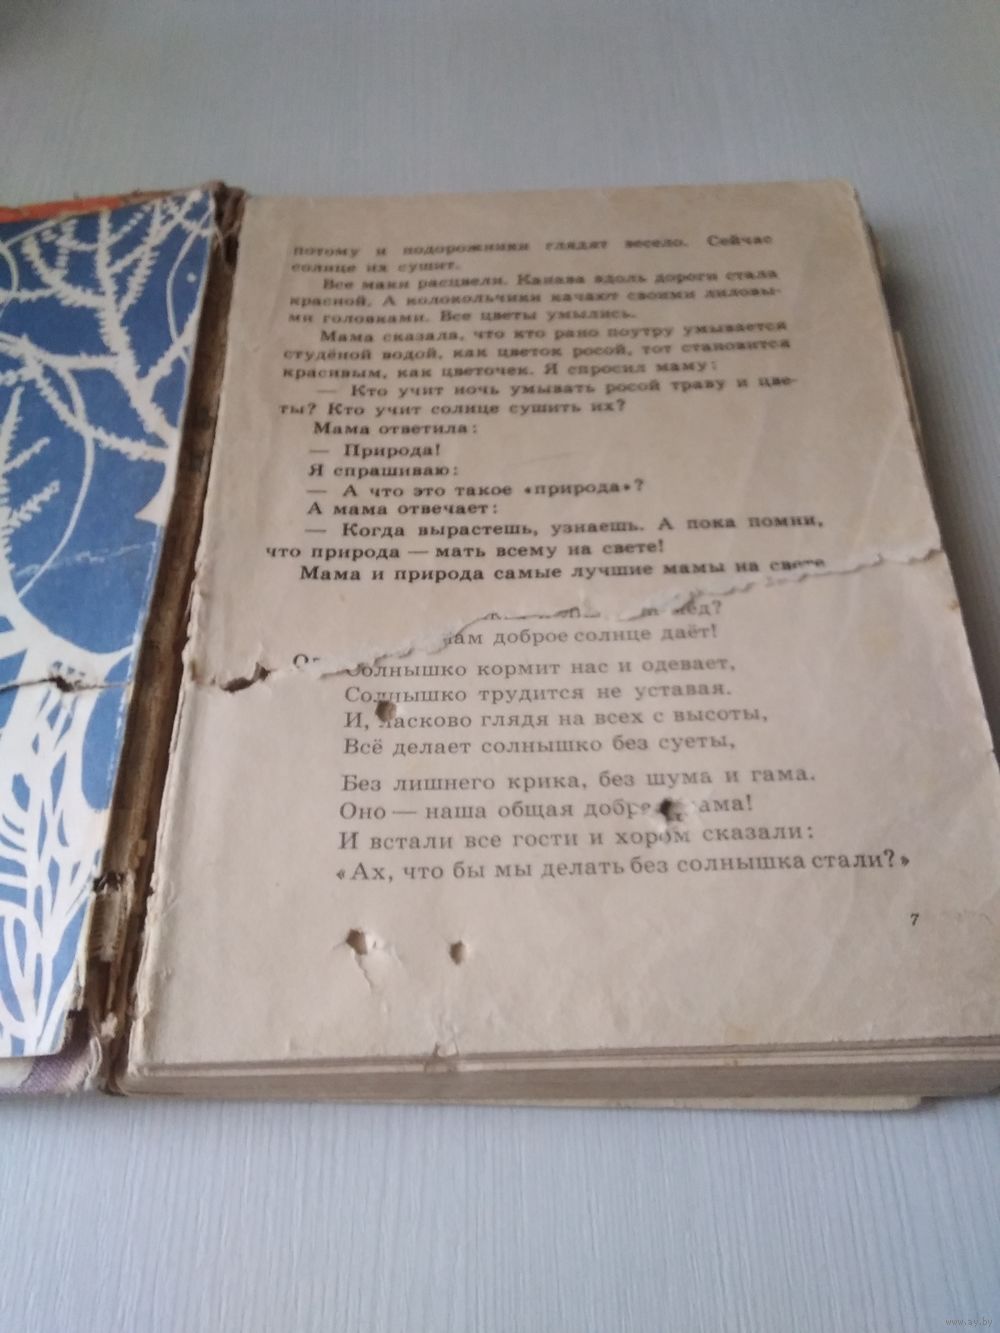 потому и подорожники глядят весело. Сейчас
солнце их сушит.
Все маки расцвели. Канава вдоль дороги стала
красной. А колокольчики качают своими лиловы-
ми головками. Все цветы умылись.
Мама сказала, что кто рано поутру умывается
студёной водой, как цветок росой, тот становится
красивым, как цветочек. Я спросил маму:
— Кто учит ночь умывать росой траву и цве-
ты? Кто учит солнце сушить их?
Мама ответила:
— Природа!
Я спрашиваю:
— А что это такое «природа»?
А мама отвечает:
— Когда вырастешь, узнаешь. А пока помни,
что природа — мать всему на свете!
Мама и природа самые лучшие мамы на свете
доброе солнце даёт!
Солнышко кормит нас и одевает,
Солнышко трудится не уставая.
И, ласково глядя на всех с высоты,
Всё делает солнышко без суеты,
Без лишнего крика, без шума и гама.
Оно — наша общая мама!
И встали все гости и хором сказали:
«Ах, что бы мы делать без солнышка стали?»
7
www.ay.by